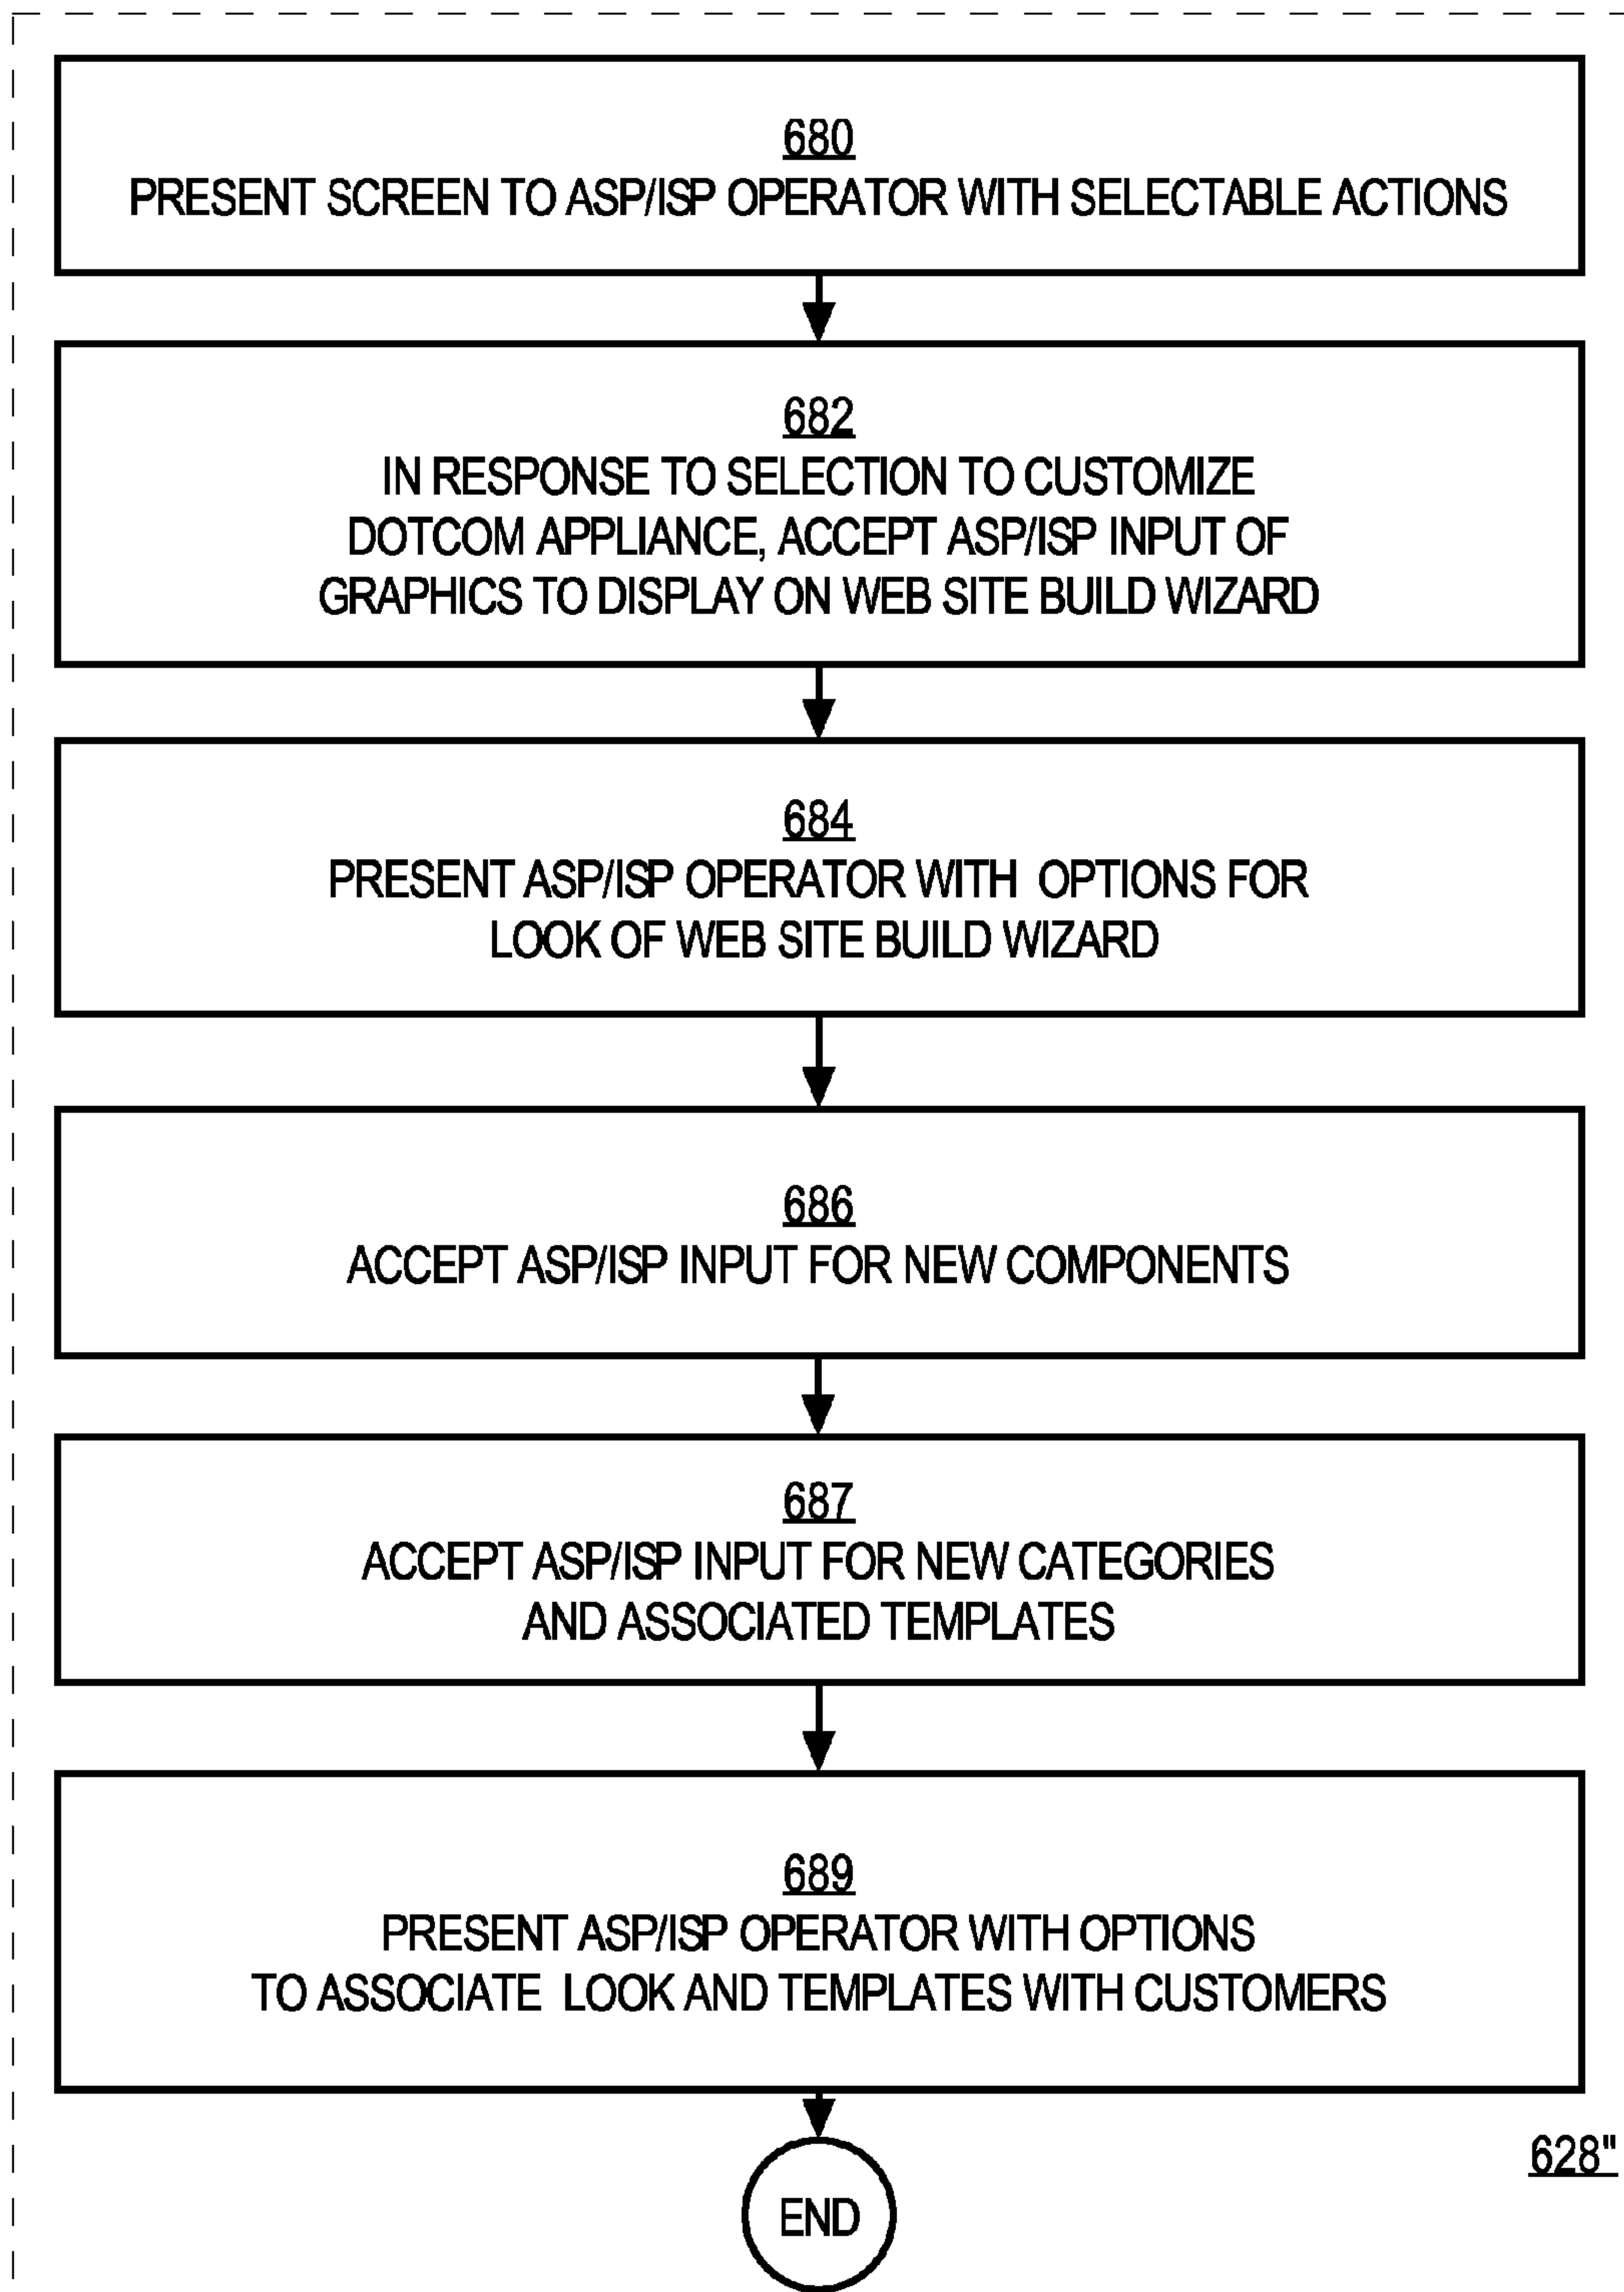 680
PRESENT SCREEN TO ASP/ISP OPERATOR WITH SELECTABLE ACTIONS
682
IN RESPONSE TO SELECTION TO CUSTOMIZE
DOTCOM APPLIANCE, ACCEPT ASP/ISP INPUT OF
GRAPHICS TO DISPLAY ON WEB SITE BUILD WIZARD
684
PRESENT ASP/ISP OPERATOR WITH OPTIONS FOR
LOOK OF WEB SITE BUILD WIZARD
686
ACCEPT ASP/ISP INPUT FOR NEW COMPONENTS
687
ACCEPT ASP/ISP INPUT FOR NEW CATEGORIES
AND ASSOCIATED TEMPLATES
689
PRESENT ASP/ISP OPERATOR WITH OPTIONS
TO ASSOCIATE LOOK AND TEMPLATES WITH CUSTOMERS
628"
END